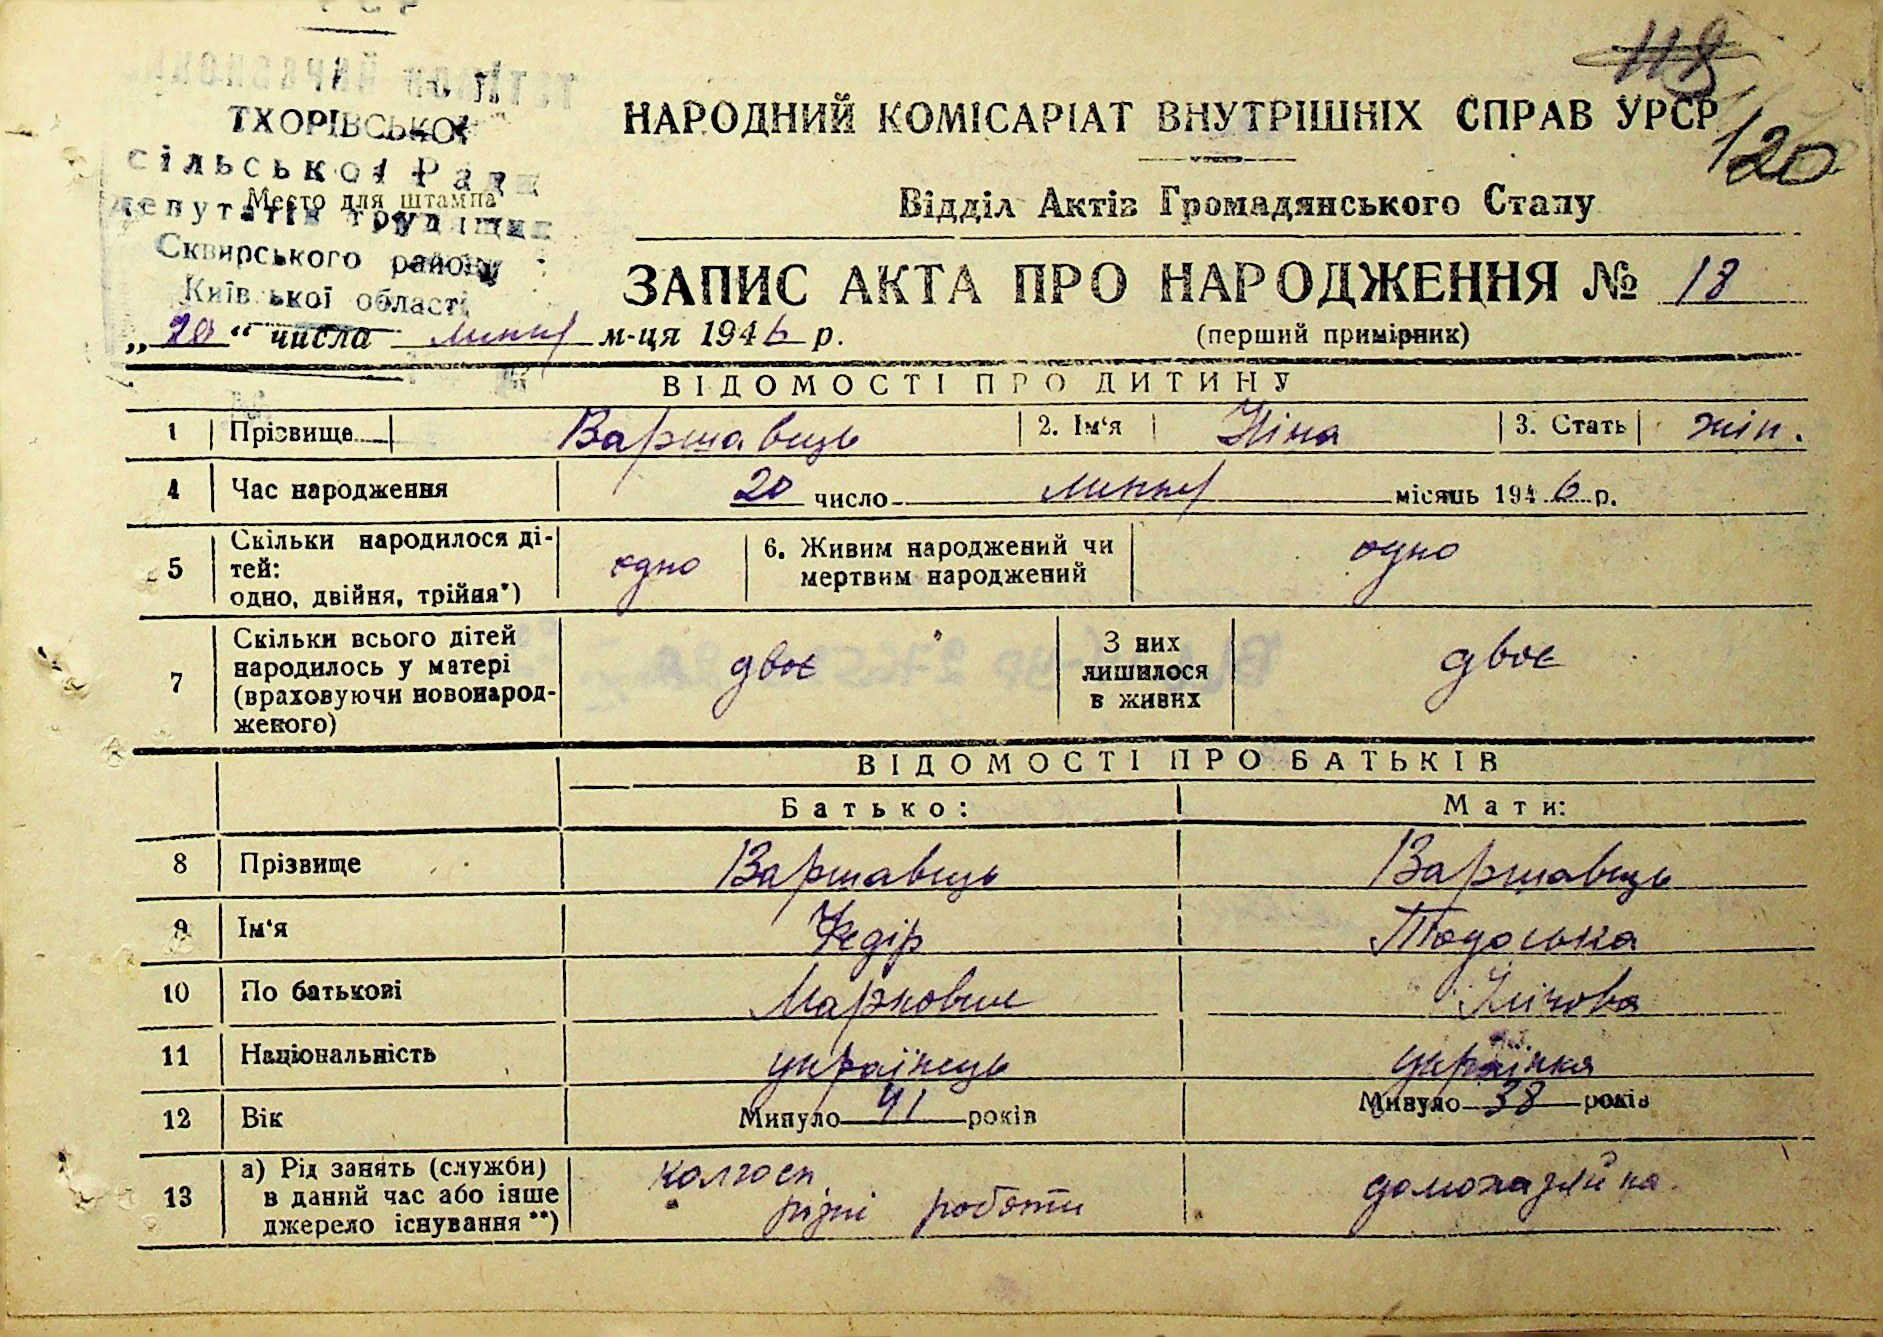 118
120
ТХОРІВСЬКОЇ
сільської Ради
депутатів трудящих
Сквирського району
Київської області
Место для штампа
НАРОДНИЙ КОМІСАРІАТ ВНУТРІШНІХ СПРАВ УРСР
Відділ Актів Громадянського Стану
ЗАПИС АКТА ПРО НАРОДЖЕННЯ № 18
(перший примірник)
„20“ числа липня м-ця 1946 р.
ВІДОМОСТІ ПРО ДИТИНУ
1 Прізвище Варшавець 2. Ім‘я Ніна 3. Стать жін.
4 Час народження 20 число липня місяць 1946 р.
5 Скільки народилося дітей: одно, двійня, трійня*) одно 6. Живим народжений чи мертвим народжений одно
7 Скільки всього дітей народилось у матері (враховуючи новонародженого) двоє З них лишилося в живих двоє
ВІДОМОСТІ ПРО БАТЬКІВ
Батько: Мати:
8 Прізвище Варшавець Варшавець
9 Ім‘я Федір Тодоська
10 По батькові Маркович
11 Національність українець українка
12 Вік Минуло 41 років Минуло 38 років
13 а) Рід занять (служби) в даний час або інше джерело існування**) колгосп різні роботи домохазяйка